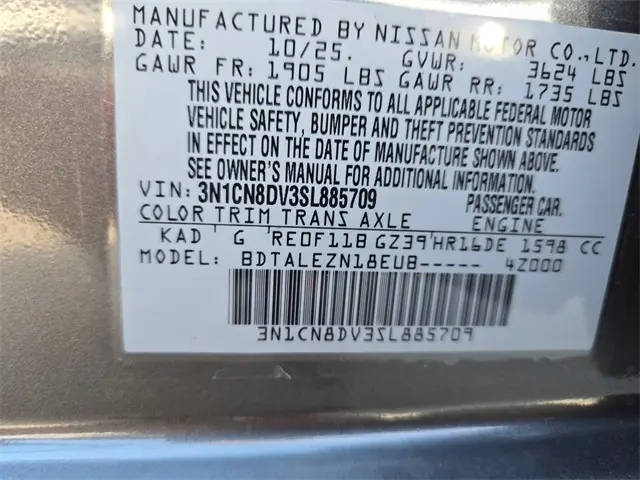 MANUFACTURED BY NISSAN MOTOR CO.,LTD.
DATE: 10/25. GVWR: 3624 LBS
GAWR FR: 1905 LBS GAWR RR: 1735 LBS
THIS VEHICLE CONFORMS TO ALL APPLICABLE FEDERAL MOTOR
VEHICLE SAFETY, BUMPER AND THEFT PREVENTION STANDARDS
IN EFFECT ON THE DATE OF MANUFACTURE SHOWN ABOVE.
SEE OWNER'S MANUAL FOR ADDITIONAL INFORMATION.
VIN: 3N1CN8DV3SL885709 PASSENGER CAR.
COLOR TRIM TRANS AXLE ENGINE
KAD G RE0F11B GZ39 HR16DE 1598 CC
MODEL: BDTALEZN18EUB----- 4Z000
3N1CN8DV3SL885709